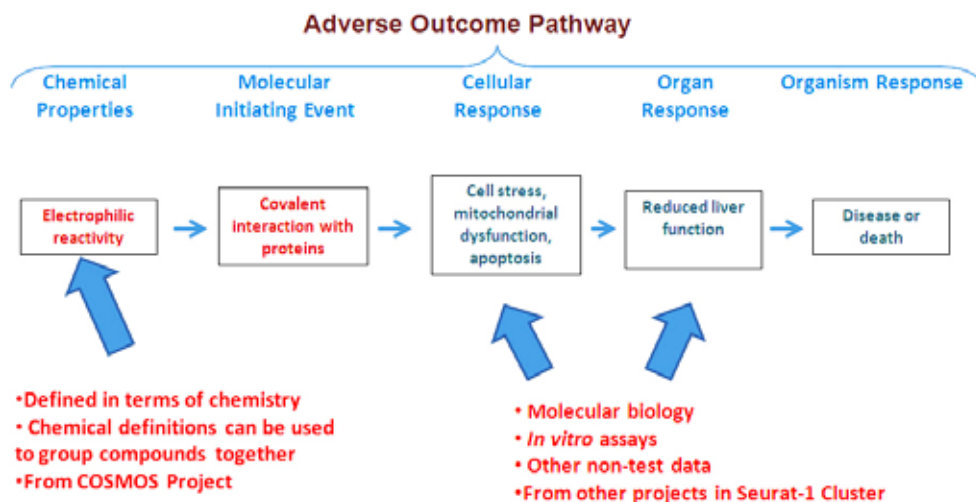 Adverse Outcome Pathway
Chemical
Properties
Molecular
Initiating Event
Cellular
Response
Organ
Response
Organism Response
Electrophilic
reactivity
Covalent
interaction with
proteins
Cell stress,
mitochondrial
dysfunction,
apoptosis
Reduced liver
function
Disease or
death
•Defined in terms of chemistry
• Chemical definitions can be used
to group compounds together
•From COSMOS Project
• Molecular biology
• In vitro assays
• Other non-test data
• From other projects in Seurat-1 Cluster